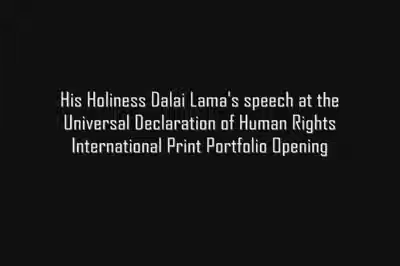 His Holiness Dalai Lama's speech at the
Universal Declaration of Human Rights
International Print Portfolio Opening